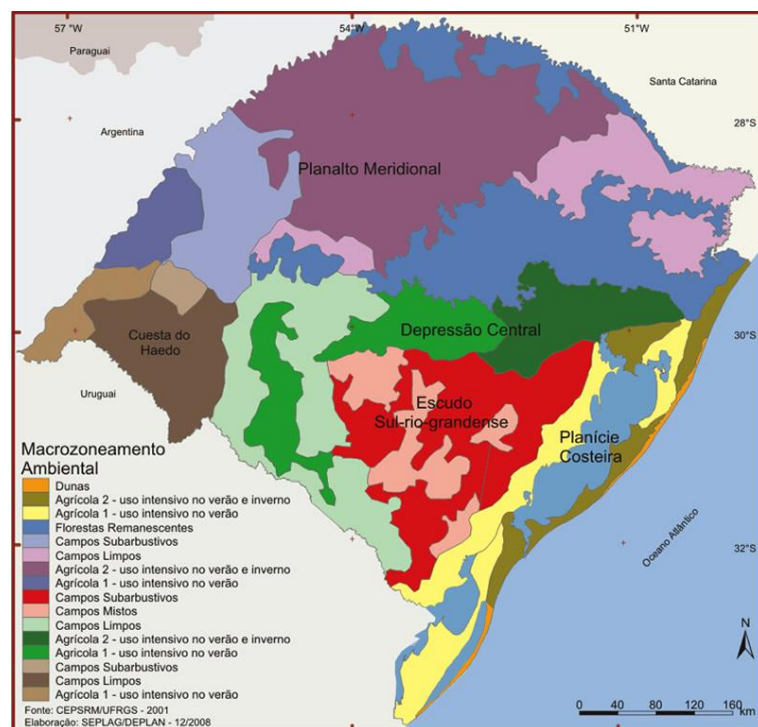 57 °W
54 °W
51 °W
Paraguai
Santa Catarina
28°S
Argentina
Planalto Meridional
Depressão Central
30°S
Cuesta do
Haedo
Uruguai
Escudo
Sul-rio-grandense
Planície
Costeira
Macrozoneamento
Ambiental
Dunas
Agrícola 2 - uso intensivo no verão e inverno
Agrícola 1 - uso intensivo no verão
Florestas Remanescentes
Campos Subarbustivos
Campos Limpos
Agrícola 2 - uso intensivo no verão e inverno
Agrícola 1 - uso intensivo no verão
Campos Subarbustivos
Campos Mistos
Campos Limpos
Agrícola 2 - uso intensivo no verão e inverno
Agrícola 1 - uso intensivo no verão
Campos Subarbustivos
Campos Limpos
Agrícola 1 - uso intensivo no verão
Oceano Atlântico
32°S
N
0 40 80 120 160
km
Fonte: CEPSRM/UFRGS - 2001
Elaboração: SEPLAG/DEPLAN - 12/2008